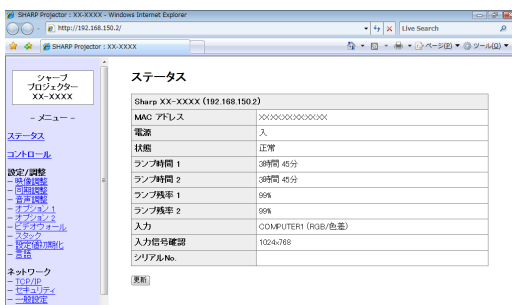 SHARP Projector : XX-XXXX - Windows Internet Explorer
http://192.168.150.2/
Live Search
SHARP Projector : XX-XXXX
ページ(P)
ツール(O)
シャープ
プロジェクター
XX-XXXX
– メニュー –
ステータス
コントロール
設定/調整
– 映像調整
– 同期調整
– 音声調整
– オプション 1
– オプション 2
– ビデオウォール
– スタック
– 設定値初期化
– 言語
ネットワーク
– TCP/IP
– セキュリティ
– 一般設定
ステータス
Sharp XX-XXXX (192.168.150.2)
MAC アドレス XXXXXXXXXXXX
電源 入
状態 正常
ランプ時間 1 3時間 45分
ランプ時間 2 3時間 45分
ランプ残率 1 99%
ランプ残率 2 99%
入力 COMPUTER1 (RGB/色差)
入力信号確認 1024x768
シリアルNo.
更新